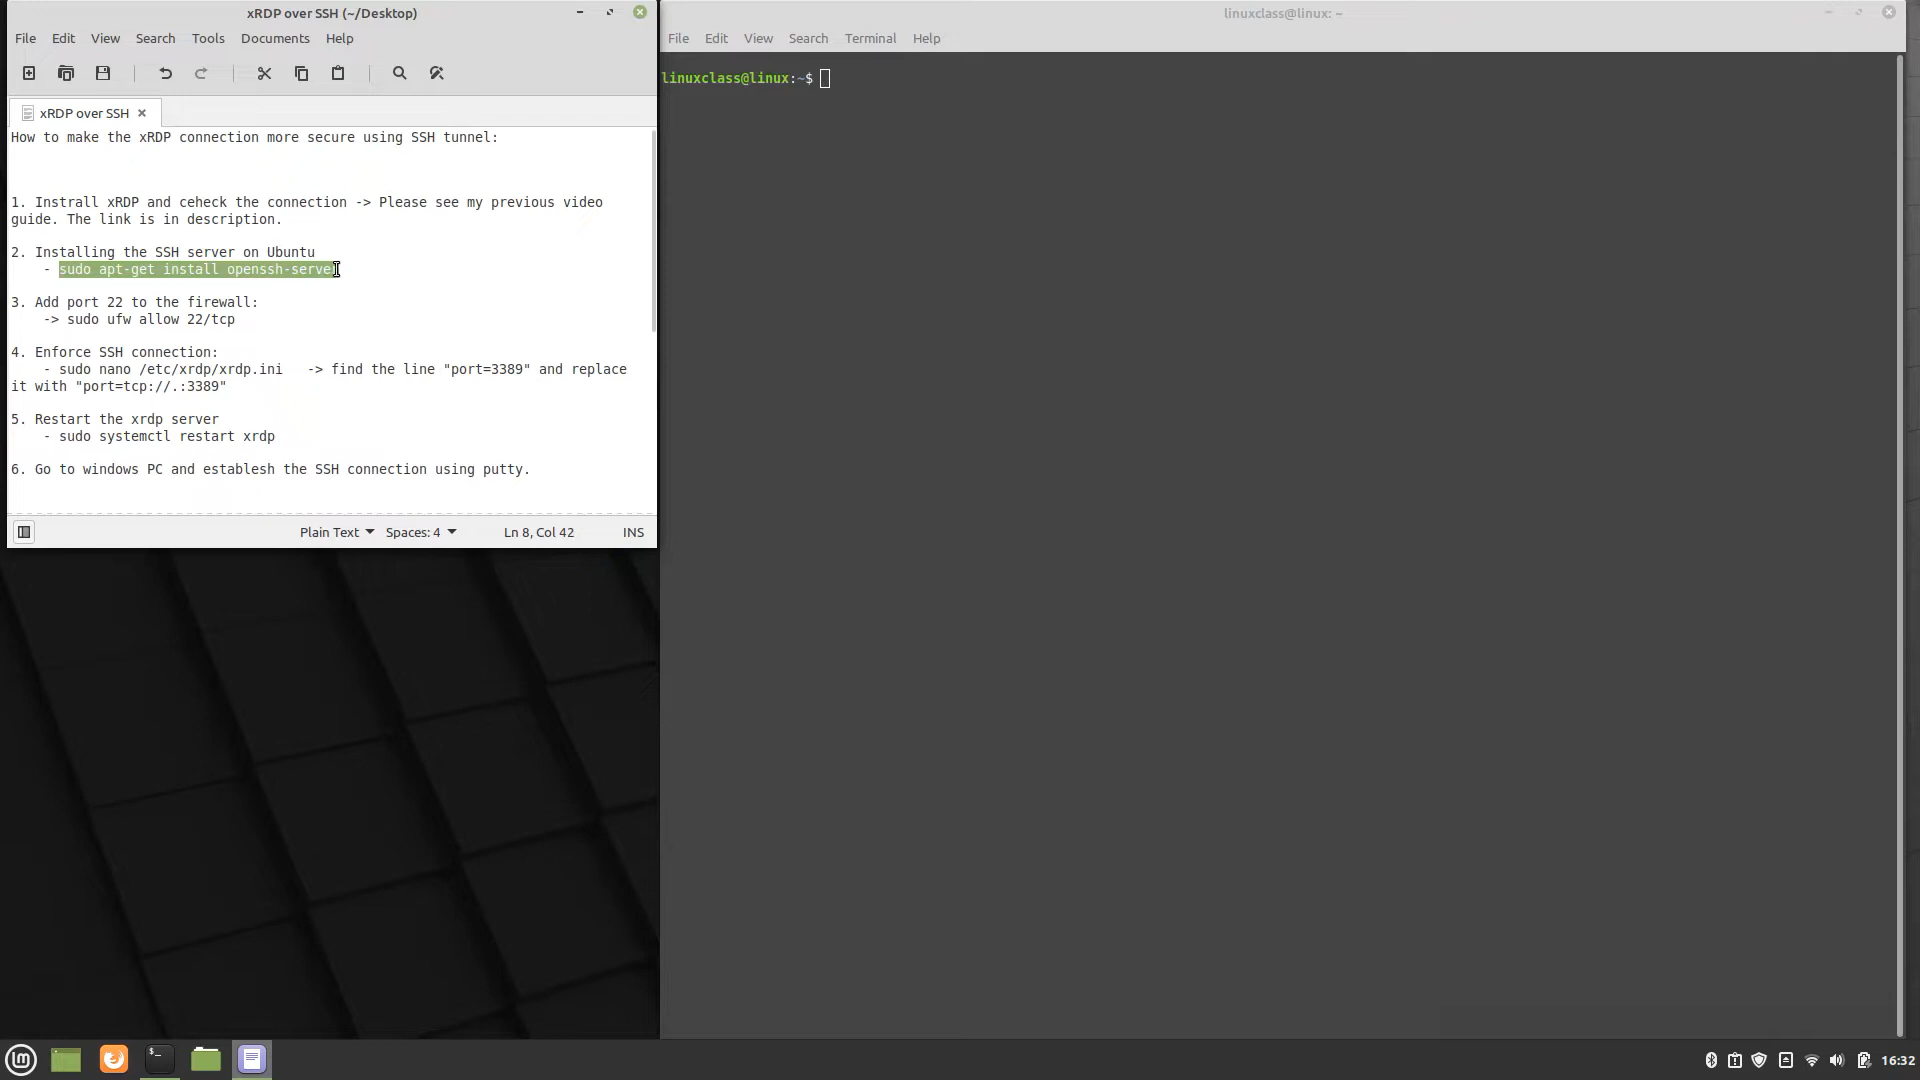 xRDP over SSH (~/Desktop)
File Edit View Search Tools Documents Help
xRDP over SSH
How to make the xRDP connection more secure using SSH tunnel:
1. Instrall xRDP and ceheck the connection -> Please see my previous video
guide. The link is in description.
2. Installing the SSH server on Ubuntu
- sudo apt-get install openssh-server
3. Add port 22 to the firewall:
-> sudo ufw allow 22/tcp
4. Enforce SSH connection:
- sudo nano /etc/xrdp/xrdp.ini -> find the line "port=3389" and replace
it with "port=tcp://.:3389"
5. Restart the xrdp server
- sudo systemctl restart xrdp
6. Go to windows PC and establesh the SSH connection using putty.
Plain Text Spaces: 4 Ln 8, Col 42 INS
linuxclass@linux: ~
File Edit View Search Terminal Help
linuxclass@linux:~$
16:32